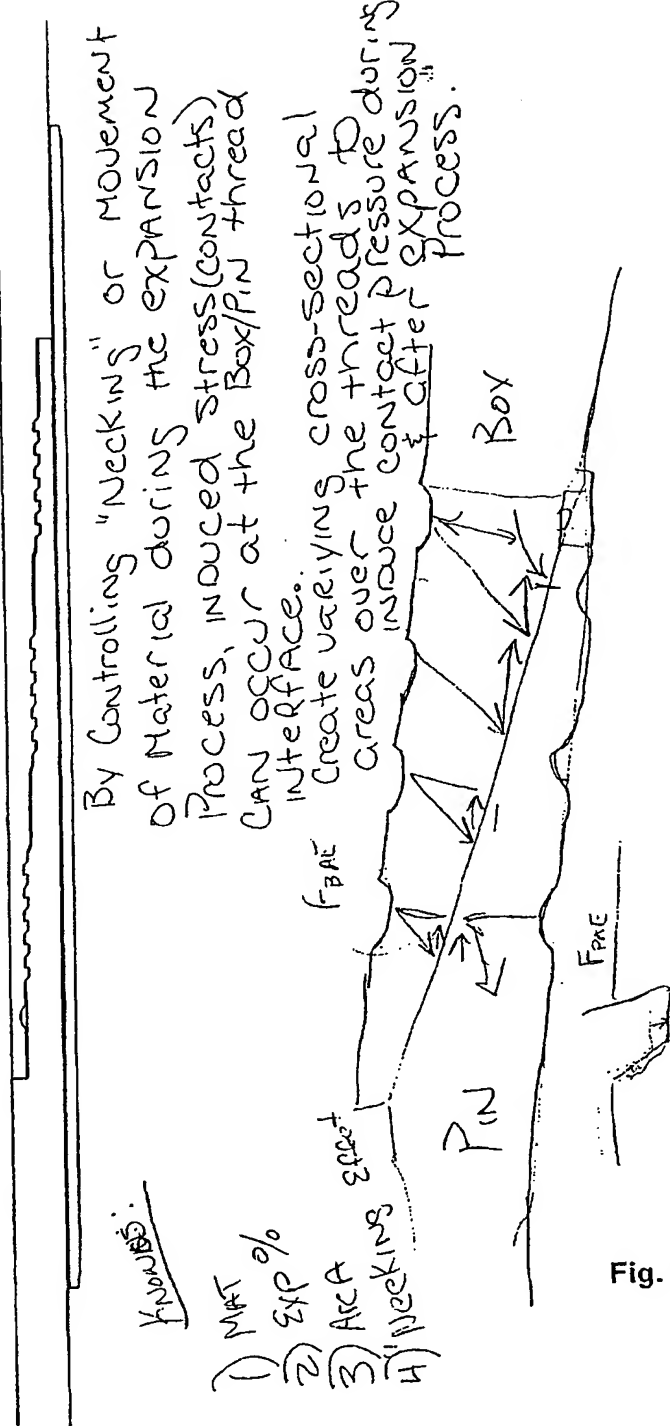 By Controlling "Necking" or movement
of Material during the expansion
Process, INDUCED Stress (contacts)
CAN occur at the Box/Pin thread
INterFACE..
Create varying cross-sectional
areas over the threads to
INDUCE contact pressure during
& after expansion
Process.
KNOWNS:
1) MAT
2) EXP %
3) AREA
4) "Necking Effect
FBAE
BOX
PIN
FPAE
Fig.